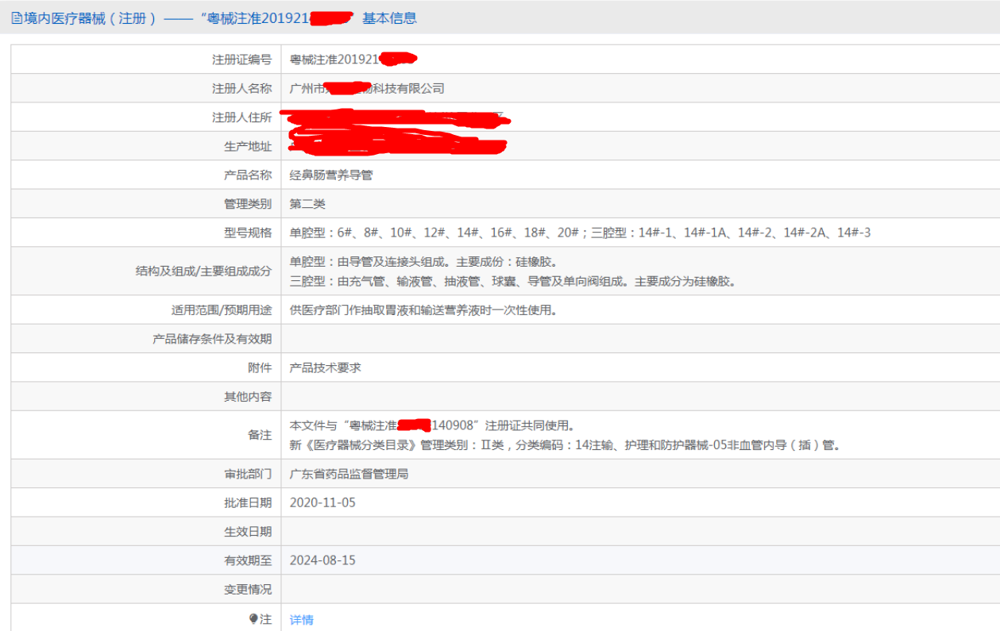 境内医疗器械（注册） —— “粤械注准201921 ” 基本信息
注册证编号 粤械注准201921
注册人名称 广州市 物科技有限公司
注册人住所
生产地址
产品名称 经鼻肠营养导管
管理类别 第二类
型号规格 单腔型：6#、8#、10#、12#、14#、16#、18#、20#；三腔型：14#-1、14#-1A、14#-2、14#-2A、14#-3
结构及组成/主要组成成分 单腔型：由导管及连接头组成。主要成份：硅橡胶。
三腔型：由充气管、输液管、抽液管、球囊、导管及单向阀组成。主要成分为硅橡胶。
适用范围/预期用途 供医疗部门作抽取胃液和输送营养液时一次性使用。
产品储存条件及有效期
附件 产品技术要求
其他内容
备注 本文件与“粤械注准 140908”注册证共同使用。
新《医疗器械分类目录》管理类别：Ⅱ类，分类编码：14注输、护理和防护器械-05非血管内导（插）管。
审批部门 广东省药品监督管理局
批准日期 2020-11-05
生效日期
有效期至 2024-08-15
变更情况
注 详情